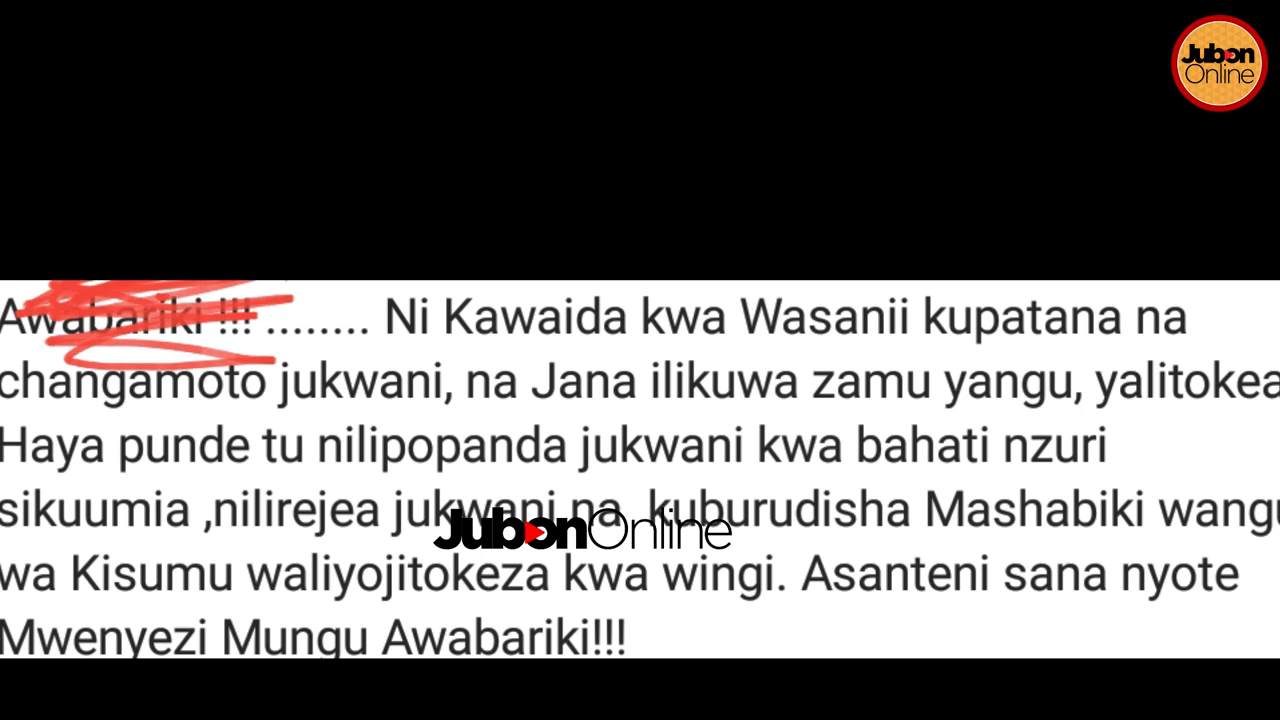 Jubon
Online
Awabariki !!! ........ Ni Kawaida kwa Wasanii kupatana na
changamoto jukwani, na Jana ilikuwa zamu yangu, yalitokea
Haya punde tu nilipopanda jukwani kwa bahati nzuri
sikuumia ,nilirejea jukwani na kuburudisha Mashabiki wangu
JubonOnline
wa Kisumu waliyojitokeza kwa wingi. Asanteni sana nyote
Mwenyezi Mungu Awabariki!!!